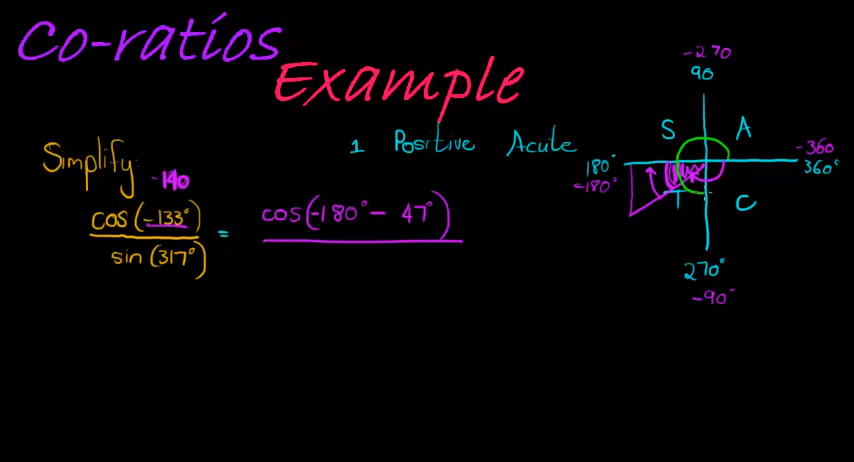 Co-ratios
Example
Simplify:
1 Positive Acute
-140
cos(-133°)
sin(317°)
=
cos(-180° - 47°)
-270
90
S
A
180°
-180°
-360
360°
T
C
270°
-90°